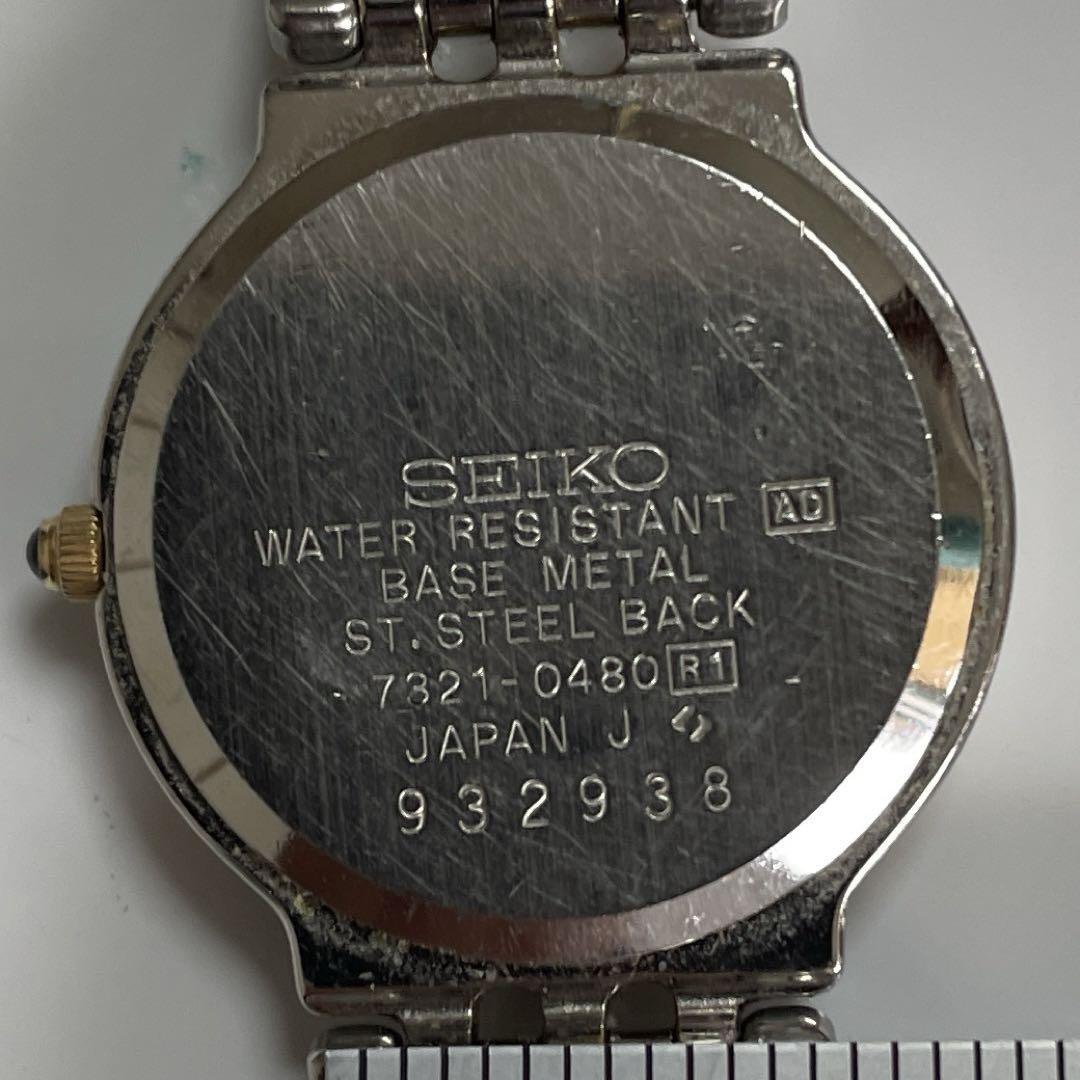 SEIKO
WATER RESISTANT AD
BASE METAL
ST. STEEL BACK
7321-0480 R1
JAPAN J
932938